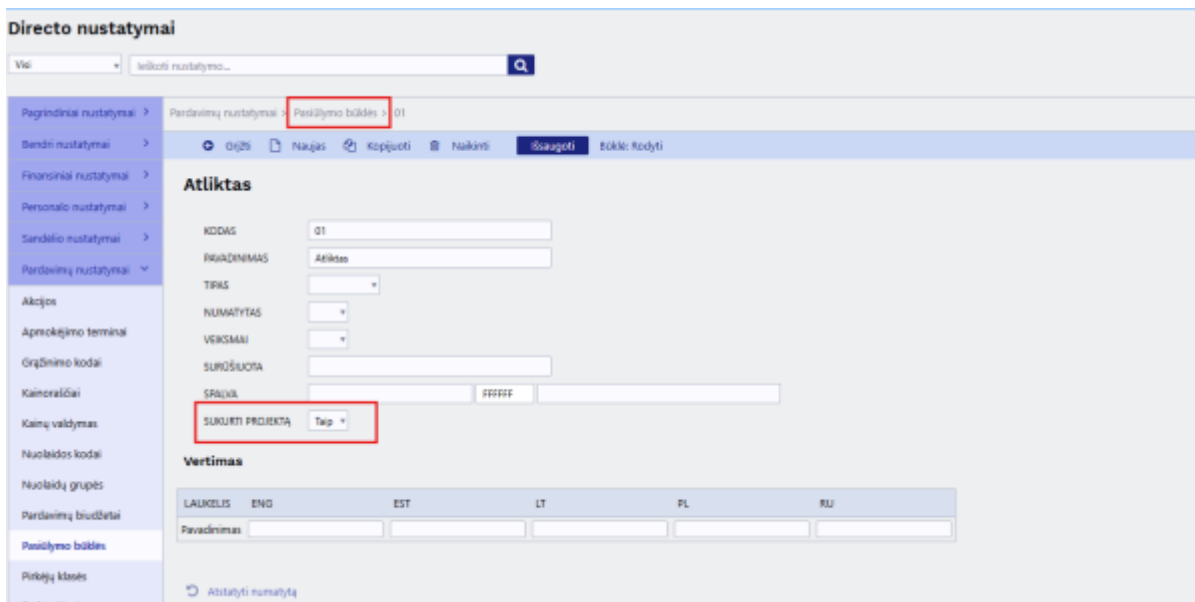 Directo nustatymai
Visi Ieškoti nustatymo...
Pagrindiniai nustatymai >
Bendri nustatymai >
Finansiniai nustatymai >
Personalo nustatymai >
Sandėlio nustatymai >
Pardavimų nustatymai
Akcijos
Apmokėjimo terminai
Grąžinimo kodai
Kainoraščiai
Kainų valdymas
Nuolaidos kodai
Nuolaidų grupės
Pardavimų biudžetai
Pasiūlymo būklės
Pirkėjų klasės
Pardavimų nustatymai > Pasiūlymo būklės > 01
Grįžti Naujas Kopijuoti Naikinti Išsaugoti Būklė: Rodyti
Atliktas
KODAS 01
PAVADINIMAS Atliktas
TIPAS
NUMATYTAS
VEIKSMAI
SURŪŠIUOTA
SPALVA FFFFFF
SUKURTI PROJEKTĄ Taip
Vertimas
LAUKELIS ENG EST LT PL RU
Pavadinimas
Atstatyti numatytą